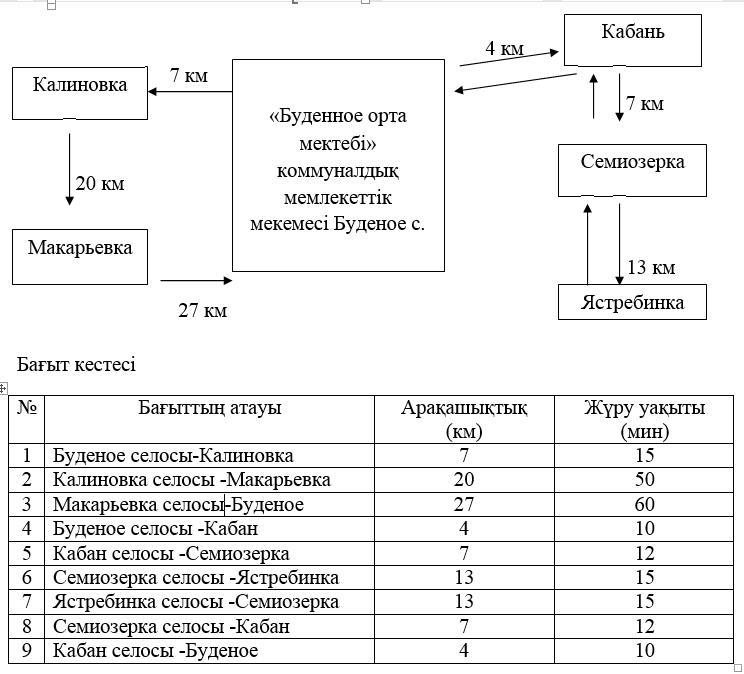 Кабань
4 км
7 км
Калиновка
«Буденное орта
мектебі»
коммуналдық
мемлекеттік
мекемесі Буденое с.
7 км
Семиозерка
20 км
Макарьевка
13 км
Ястребинка
27 км
Бағыт кестесі
№ Бағыттың атауы Арақашықтық (км) Жүру уақыты (мин)
1 Буденое селосы-Калиновка 7 15
2 Калиновка селосы -Макарьевка 20 50
3 Макарьевка селосы-Буденое 27 60
4 Буденое селосы -Кабан 4 10
5 Кабан селосы -Семиозерка 7 12
6 Семиозерка селосы -Ястребинка 13 15
7 Ястребинка селосы -Семиозерка 13 15
8 Семиозерка селосы -Кабан 7 12
9 Кабан селосы -Буденое 4 10